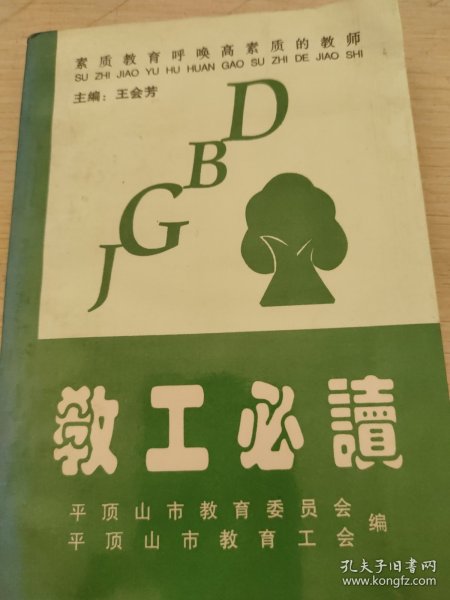 素质教育呼唤高素质的教师
SU ZHI JIAO YU HU HUAN GAO SU ZHI DE JIAO SHI
主编：王会芳
D
B
G
J
教工必讀
平顶山市教育委员会
平顶山市教育工会 编
孔夫子旧书网
www.kongfz.com